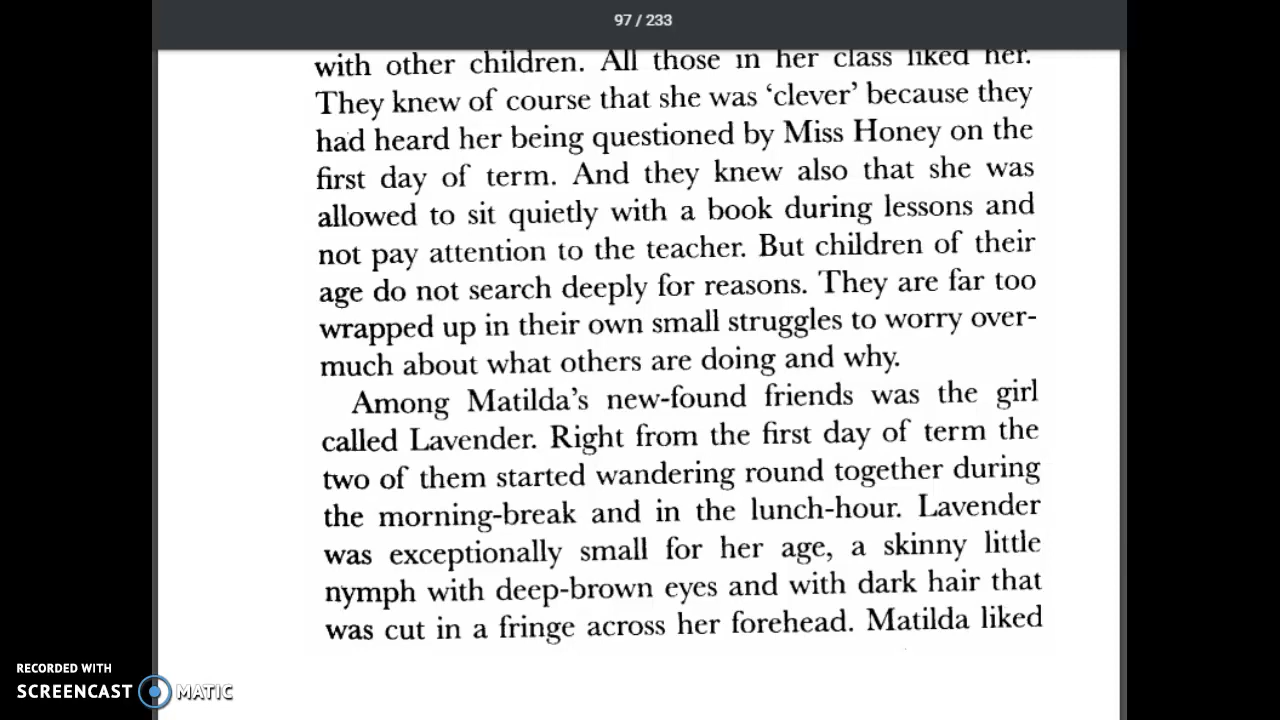 97 / 233
with other children. All those in her class liked her.
They knew of course that she was ‘clever’ because they
had heard her being questioned by Miss Honey on the
first day of term. And they knew also that she was
allowed to sit quietly with a book during lessons and
not pay attention to the teacher. But children of their
age do not search deeply for reasons. They are far too
wrapped up in their own small struggles to worry over-
much about what others are doing and why.
Among Matilda’s new-found friends was the girl
called Lavender. Right from the first day of term the
two of them started wandering round together during
the morning-break and in the lunch-hour. Lavender
was exceptionally small for her age, a skinny little
nymph with deep-brown eyes and with dark hair that
was cut in a fringe across her forehead. Matilda liked
RECORDED WITH
SCREENCAST MATIC